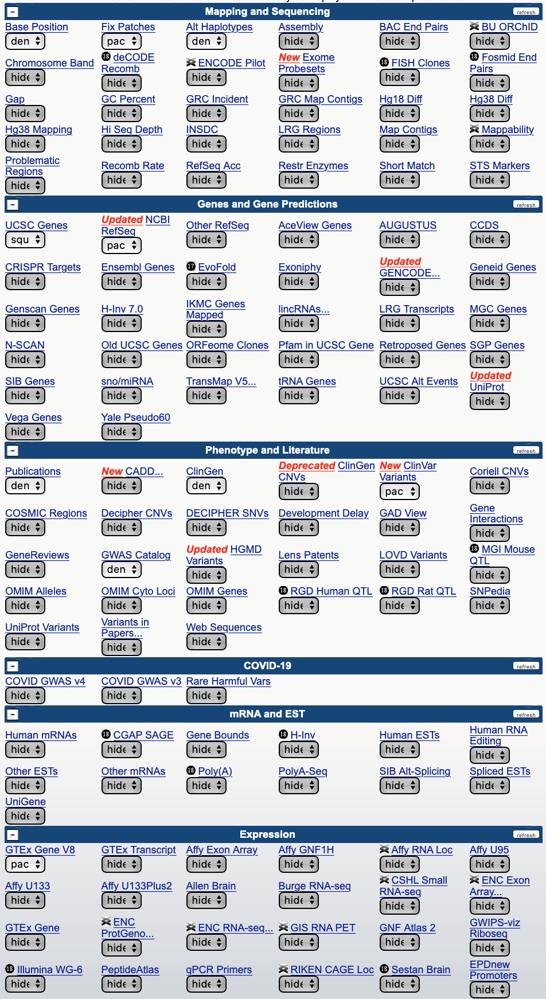 Mapping and Sequencing
refresh
Base Position Fix Patches Alt Haplotypes Assembly BAC End Pairs BU ORChID
den pac den hide hide hide
Chromosome Band 18 deCODE Recomb ENCODE Pilot New Exome Probesets 18 FISH Clones 18 Fosmid End Pairs
hide hide hide hide hide hide
Gap GC Percent GRC Incident GRC Map Contigs Hg18 Diff Hg38 Diff
hide hide hide hide hide hide
Hg38 Mapping Hi Seq Depth INSDC LRG Regions Map Contigs Mappability
hide hide hide hide hide hide
Problematic Regions Recomb Rate RefSeq Acc Restr Enzymes Short Match STS Markers
hide hide hide hide hide hide
Genes and Gene Predictions
refresh
UCSC Genes Updated NCBI RefSeq Other RefSeq AceView Genes AUGUSTUS CCDS
squ pac hide hide hide hide
CRISPR Targets Ensembl Genes 17 EvoFold Exoniphy Updated GENCODE... Geneid Genes
hide hide hide hide hide hide
Genscan Genes H-Inv 7.0 IKMC Genes Mapped lincRNAs... LRG Transcripts MGC Genes
hide hide hide hide hide hide
N-SCAN Old UCSC Genes ORFeome Clones Pfam in UCSC Gene Retroposed Genes SGP Genes
hide hide hide hide hide hide
SIB Genes sno/miRNA TransMap V5... tRNA Genes UCSC Alt Events Updated UniProt
hide hide hide hide hide hide
Vega Genes Yale Pseudo60
hide hide
Phenotype and Literature
refresh
Publications New CADD... ClinGen Deprecated ClinGen CNVs New ClinVar Variants Coriell CNVs
den hide den hide pac hide
COSMIC Regions Decipher CNVs DECIPHER SNVs Development Delay GAD View Gene Interactions
hide hide hide hide hide hide
GeneReviews GWAS Catalog Updated HGMD Variants Lens Patents LOVD Variants 18 MGI Mouse QTL
hide den hide hide hide hide
OMIM Alleles OMIM Cyto Loci OMIM Genes 18 RGD Human QTL 18 RGD Rat QTL SNPedia
hide hide hide hide hide hide
UniProt Variants Variants in Papers... Web Sequences
hide hide hide
COVID-19
refresh
COVID GWAS v4 COVID GWAS v3 Rare Harmful Vars
hide hide hide
mRNA and EST
refresh
Human mRNAs 18 CGAP SAGE Gene Bounds 18 H-Inv Human ESTs Human RNA Editing
hide hide hide hide hide hide
Other ESTs Other mRNAs 18 Poly(A) PolyA-Seq SIB Alt-Splicing Spliced ESTs
hide hide hide hide hide hide
UniGene
hide
Expression
refresh
GTEx Gene V8 GTEx Transcript Affy Exon Array Affy GNF1H Affy RNA Loc Affy U95
pac hide hide hide hide hide
Affy U133 Affy U133Plus2 Allen Brain Burge RNA-seq CSHL Small RNA-seq ENC Exon Array...
hide hide hide hide hide hide
GTEx Gene ENC ProtGeno... ENC RNA-seq... GIS RNA PET GNF Atlas 2 GWIPS-viz Riboseq
hide hide hide hide hide hide
18 Illumina WG-6 PeptideAtlas qPCR Primers RIKEN CAGE Loc 18 Sestan Brain EPDnew Promoters
hide hide hide hide hide hide